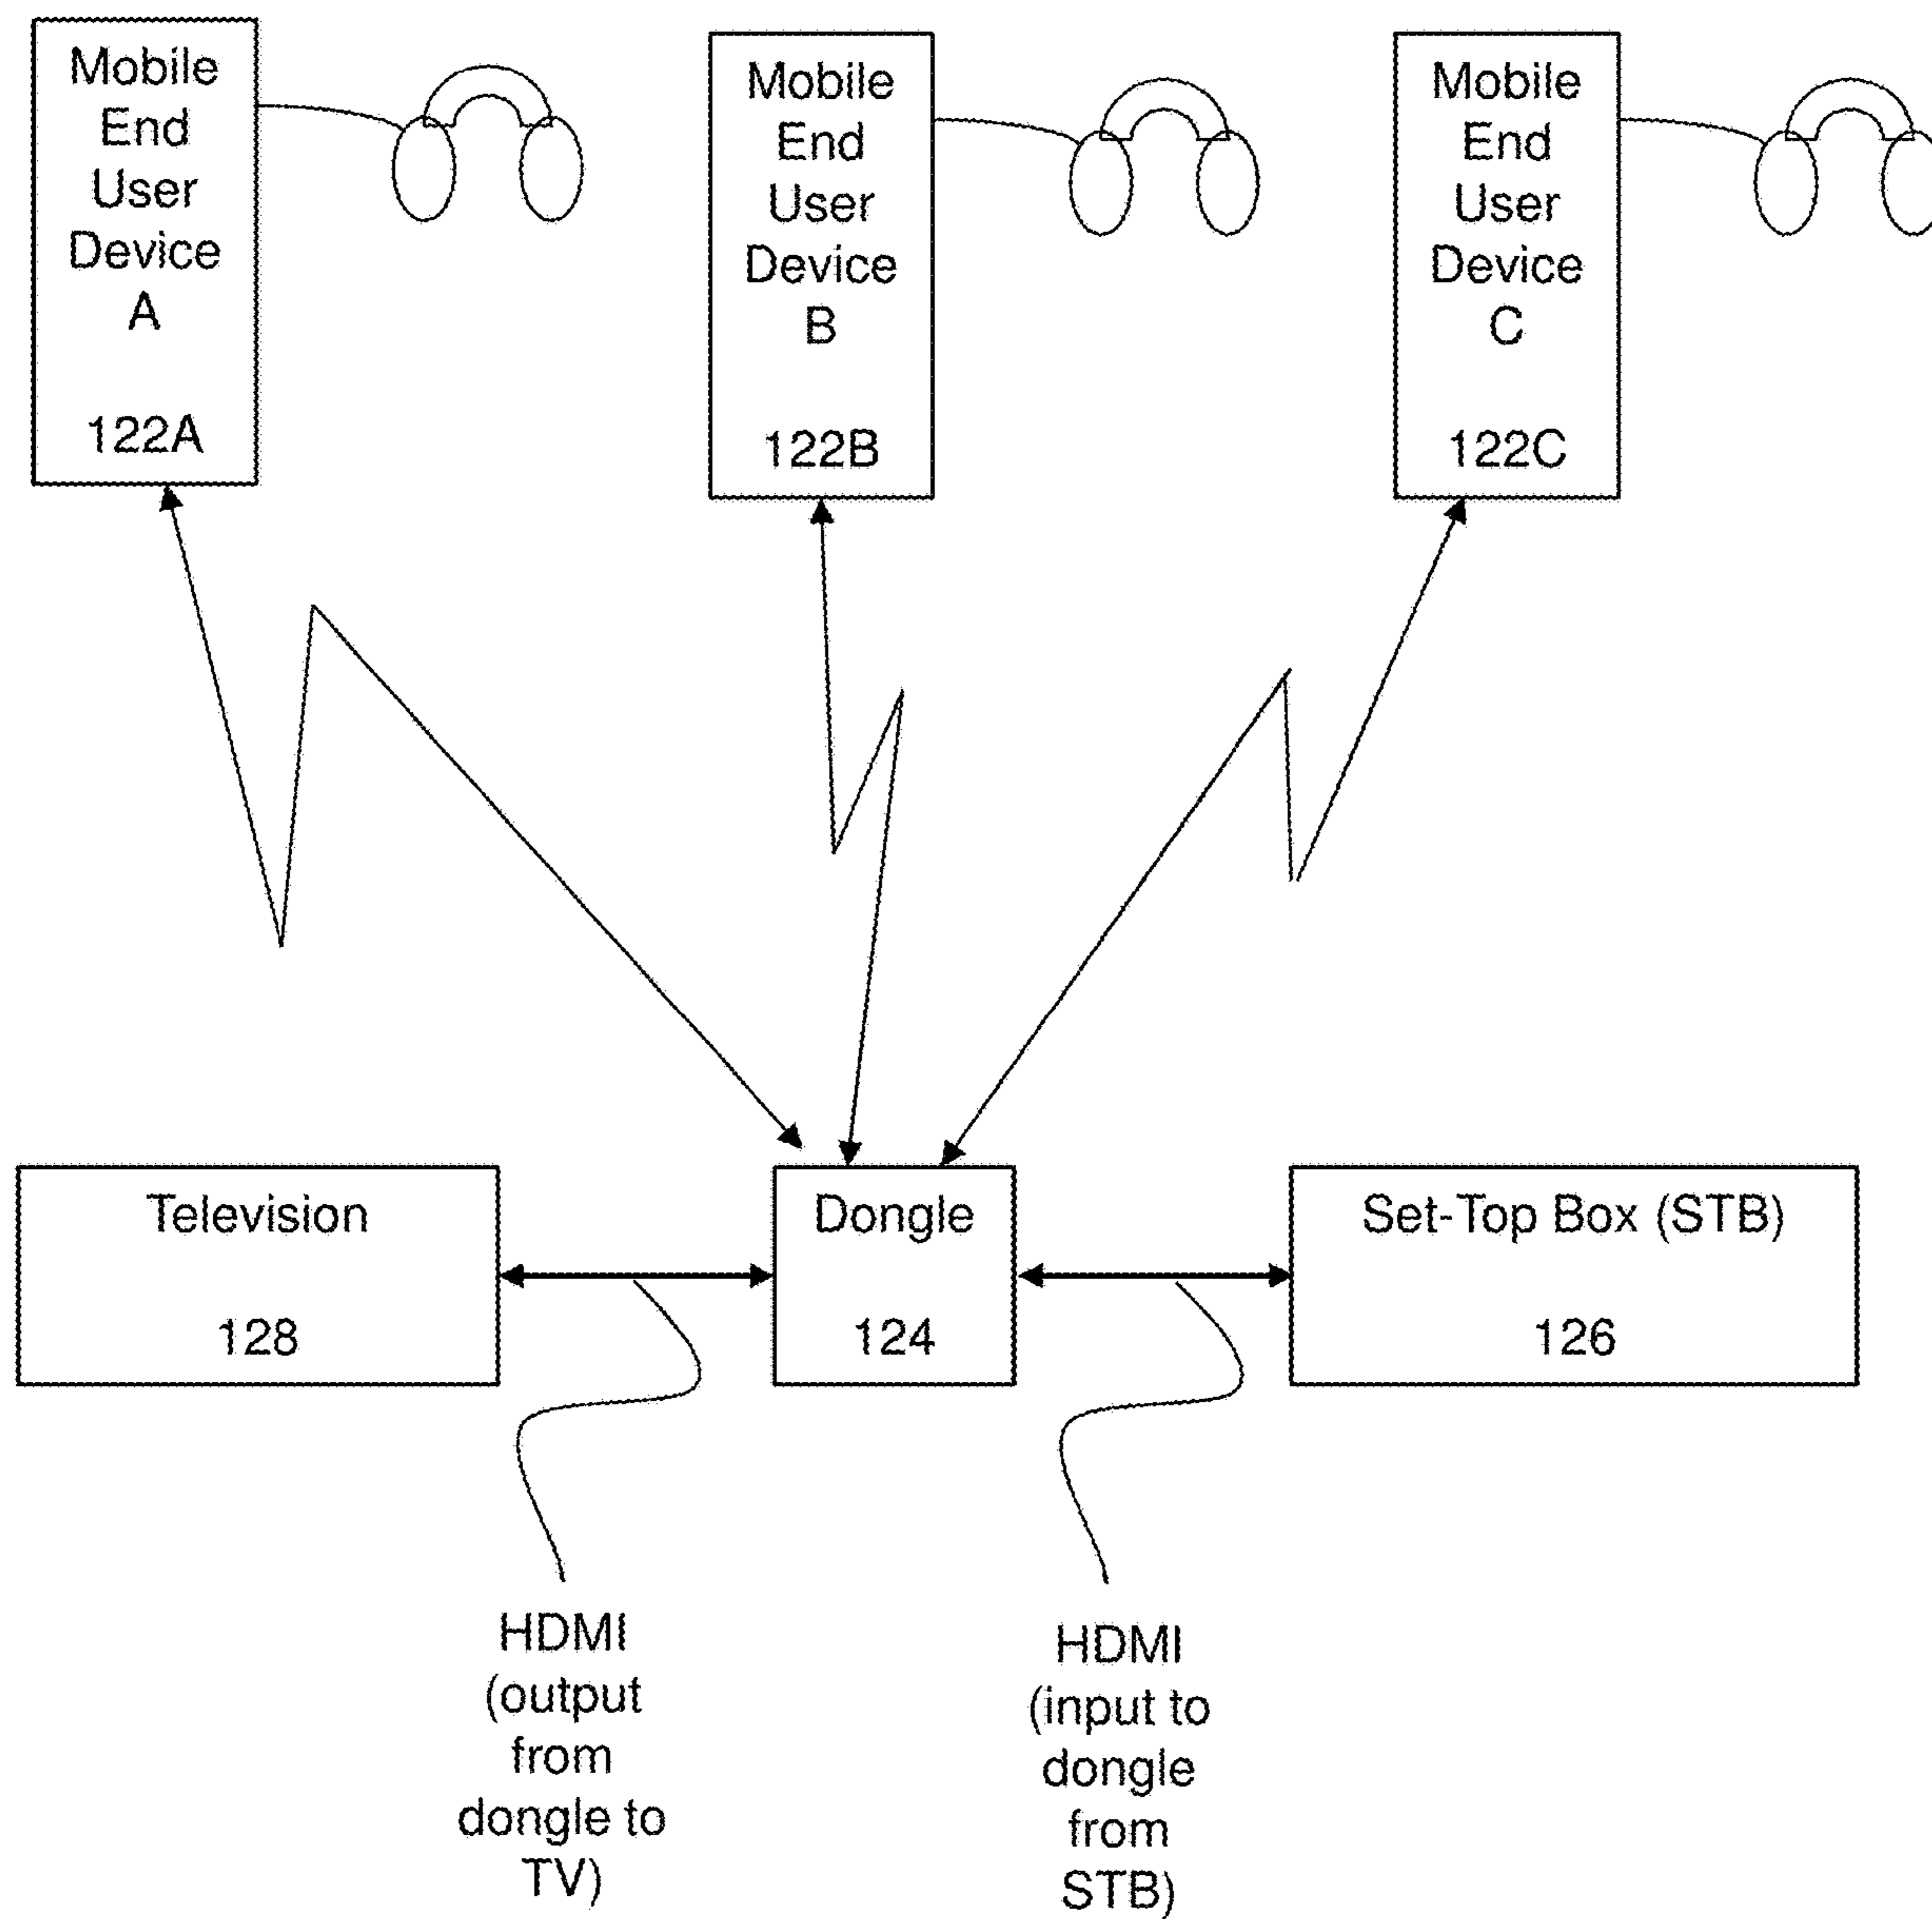 Mobile
End
User
Device
A
122A
Mobile
End
User
Device
B
122B
Mobile
End
User
Device
C
122C
Television
128
Dongle
124
Set-Top Box (STB)
126
HDMI
(output
from
dongle to
TV)
HDMI
(input to
dongle
from
STB)